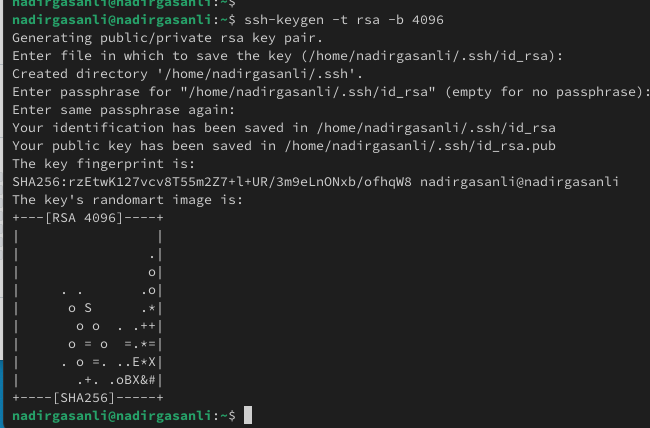 nadirgasanli@nadirgasanli:~$
nadirgasanli@nadirgasanli:~$ ssh-keygen -t rsa -b 4096
Generating public/private rsa key pair.
Enter file in which to save the key (/home/nadirgasanli/.ssh/id_rsa):
Created directory '/home/nadirgasanli/.ssh'.
Enter passphrase for "/home/nadirgasanli/.ssh/id_rsa" (empty for no passphrase):
Enter same passphrase again:
Your identification has been saved in /home/nadirgasanli/.ssh/id_rsa
Your public key has been saved in /home/nadirgasanli/.ssh/id_rsa.pub
The key fingerprint is:
SHA256:rzEtwK127vcv8T55m2Z7+l+UR/3m9eLnONxb/ofhqW8 nadirgasanli@nadirgasanli
The key's randomart image is:
+---[RSA 4096]----+
|                 |
|                .|
|                o|
|     . .       .o|
|      o S      .*|
|       o o  . .++|
|      o = o  =.*=|
|     . o =. ..E*X|
|       .+. .oBX&#|
+----[SHA256]-----+
nadirgasanli@nadirgasanli:~$